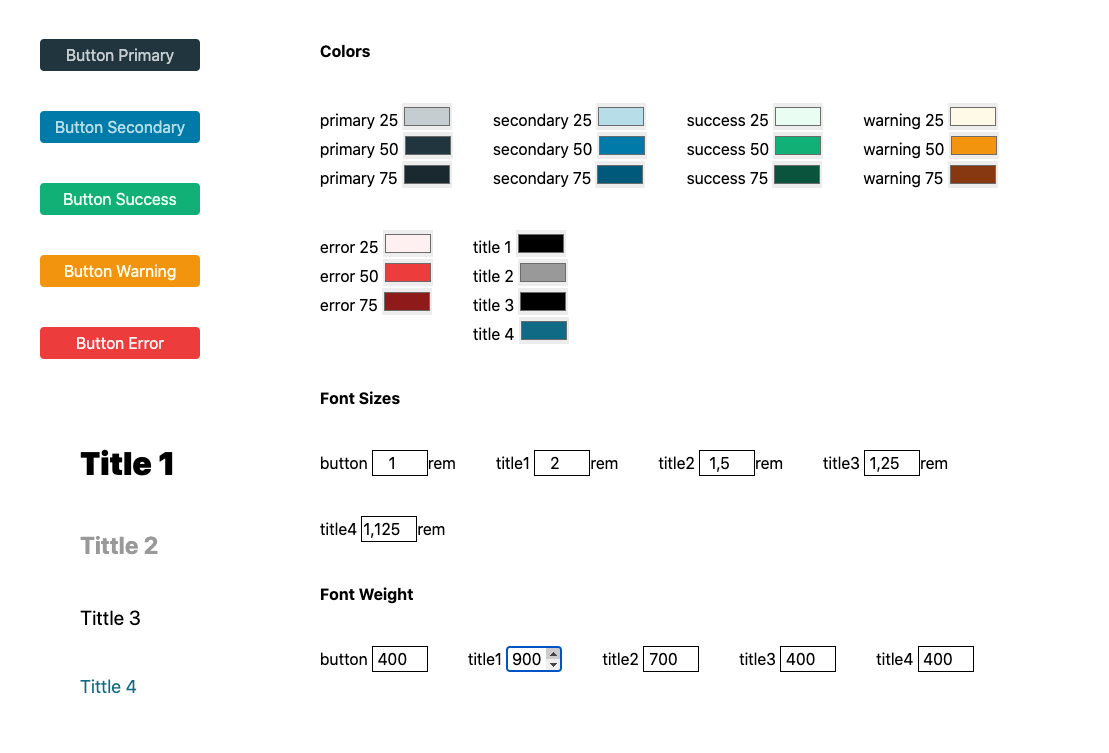 Button Primary
Button Secondary
Button Success
Button Warning
Button Error
Title 1
Tittle 2
Tittle 3
Tittle 4
Colors
primary 25 secondary 25 success 25 warning 25
primary 50 secondary 50 success 50 warning 50
primary 75 secondary 75 success 75 warning 75
error 25 title 1
error 50 title 2
error 75 title 3
title 4
Font Sizes
button 1 rem title1 2 rem title2 1,5 rem title3 1,25 rem
title4 1,125 rem
Font Weight
button 400 title1 900 title2 700 title3 400 title4 400